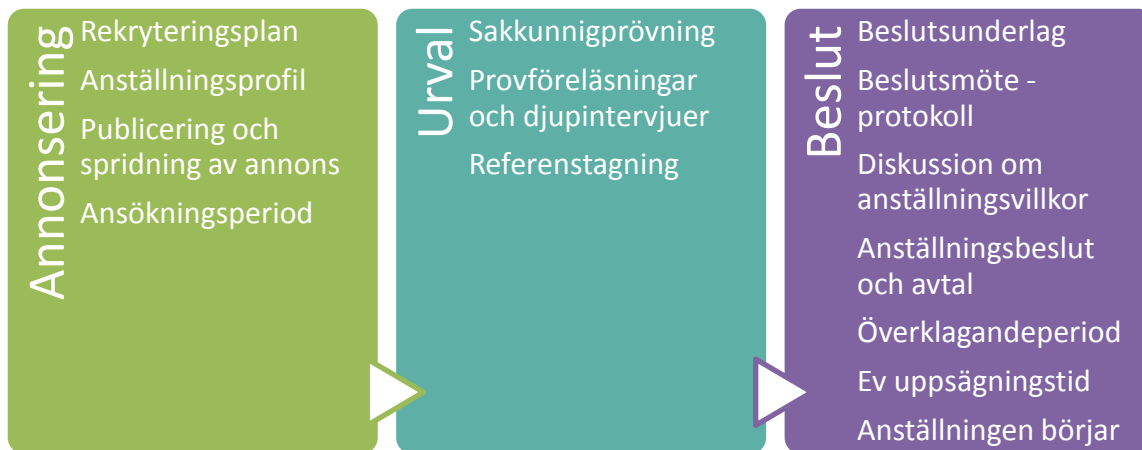 Annonsering
Rekryteringsplan
Anställningsprofil
Publicering och
spridning av annons
Ansökningsperiod
Urval
Sakkunnigprövning
Provföreläsningar
och djupintervjuer
Referenstagning
Beslut
Beslutsunderlag
Beslutsmöte -
protokoll
Diskussion om
anställningsvillkor
Anställningsbeslut
och avtal
Överklagandeperiod
Ev uppsägningstid
Anställningen börjar